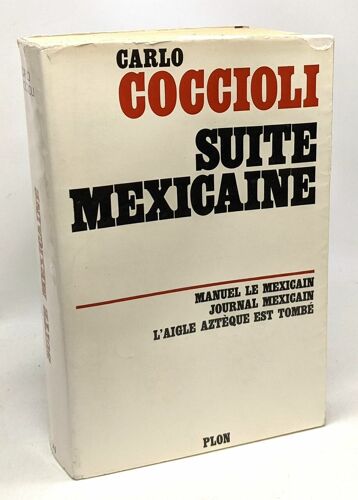 CARLO
COCCIOLI
SUITE
MEXICAINE
MANUEL LE MEXICAIN
JOURNAL MEXICAIN
L'AIGLE AZTÈQUE EST TOMBÉ
PLON